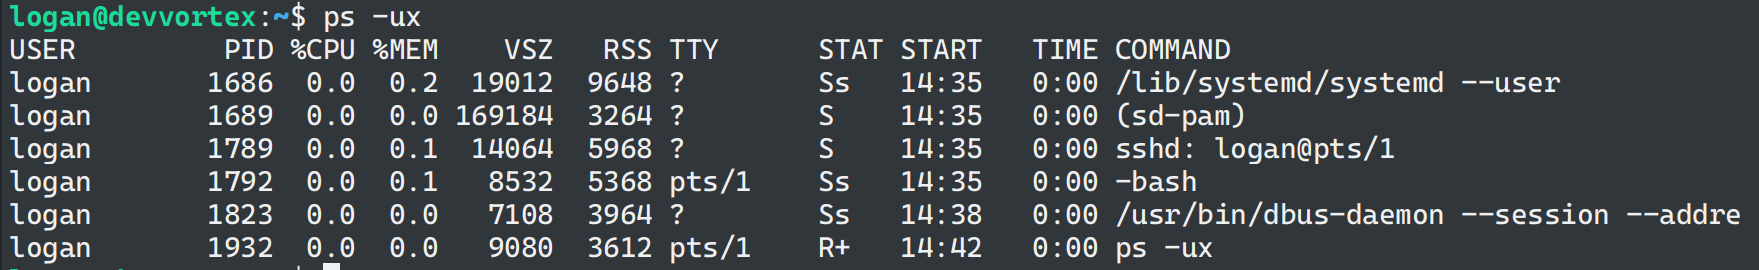 logan@devvortex:~$ ps -ux
USER         PID %CPU %MEM    VSZ   RSS TTY      STAT START   TIME COMMAND
logan       1686  0.0  0.2  19012  9648 ?        Ss   14:35   0:00 /lib/systemd/systemd --user
logan       1689  0.0  0.0 169184  3264 ?        S    14:35   0:00 (sd-pam)
logan       1789  0.0  0.1  14064  5968 ?        S    14:35   0:00 sshd: logan@pts/1
logan       1792  0.0  0.1   8532  5368 pts/1    Ss   14:35   0:00 -bash
logan       1823  0.0  0.0   7108  3964 ?        Ss   14:38   0:00 /usr/bin/dbus-daemon --session --addre
logan       1932  0.0  0.0   9080  3612 pts/1    R+   14:42   0:00 ps -ux